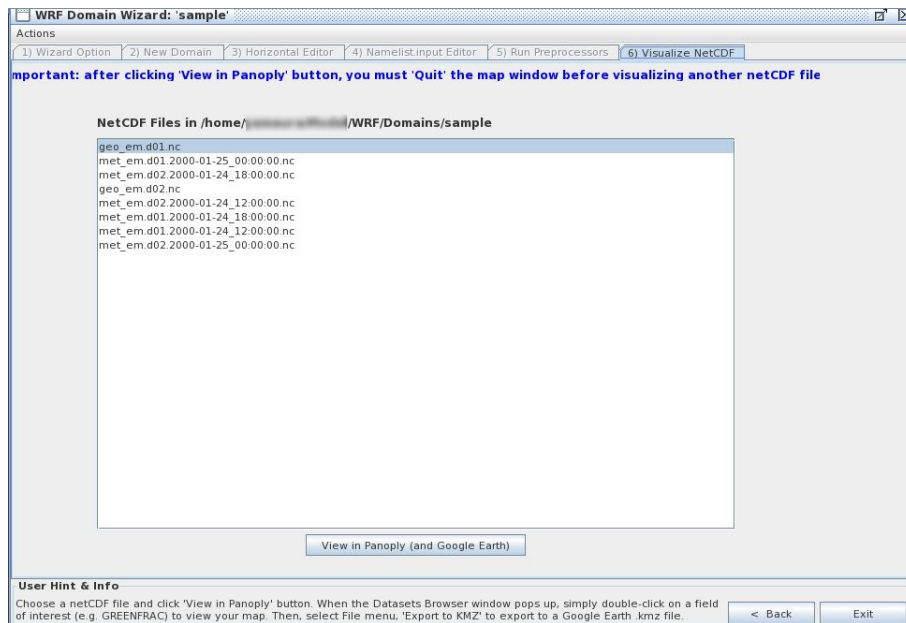 WRF Domain Wizard: 'sample'
Actions
1) Wizard Option 2) New Domain 3) Horizontal Editor 4) Namelist.input Editor 5) Run Preprocessors 6) Visualize NetCDF
mportant: after clicking 'View in Panoply' button, you must 'Quit' the map window before visualizing another netCDF file
NetCDF Files in /home/ /WRF/Domains/sample
geo_em.d01.nc
met_em.d01.2000-01-25_00:00:00.nc
met_em.d02.2000-01-24_18:00:00.nc
geo_em.d02.nc
met_em.d02.2000-01-24_12:00:00.nc
met_em.d01.2000-01-24_18:00:00.nc
met_em.d01.2000-01-24_12:00:00.nc
met_em.d02.2000-01-25_00:00:00.nc
View in Panoply (and Google Earth)
User Hint & Info
Choose a netCDF file and click 'View in Panoply' button. When the Datasets Browser window pops up, simply double-click on a field
of interest (e.g. GREENFRAC) to view your map. Then, select File menu, 'Export to KMZ' to export to a Google Earth .kmz file.
< Back Exit